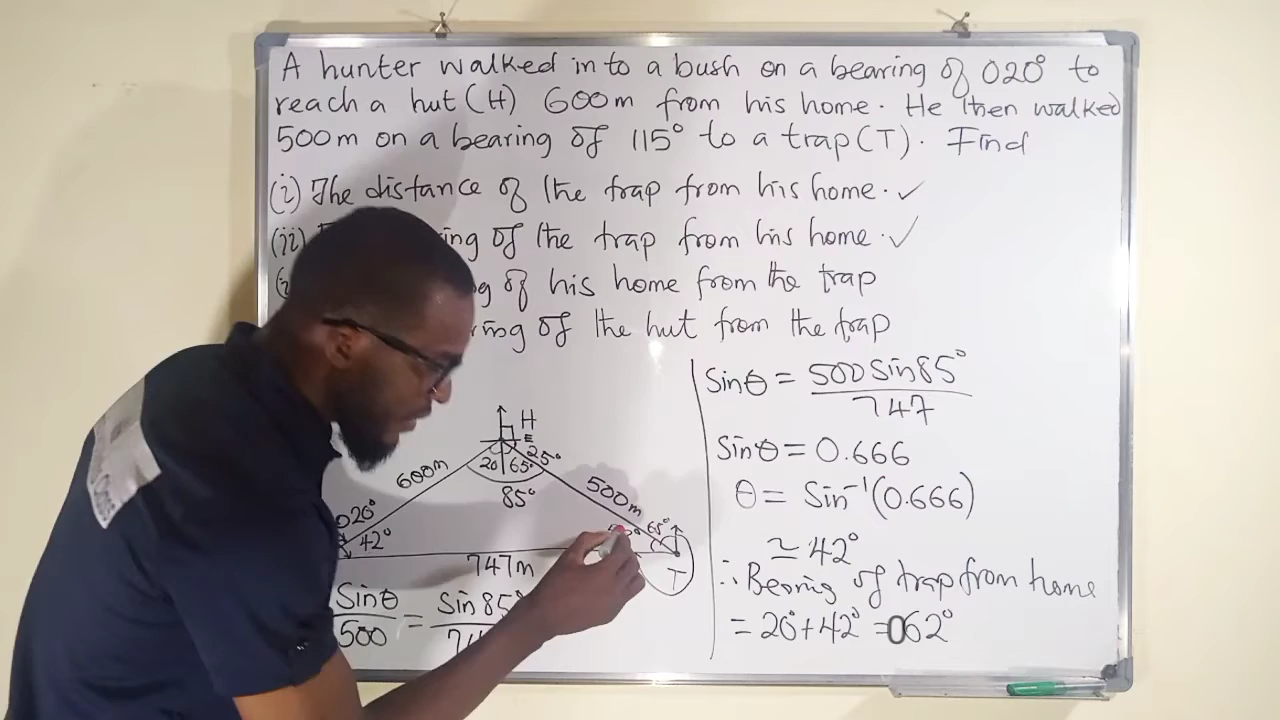 A hunter walked into a bush on a bearing of 020° to
reach a hut (H) 600m from his home. He then walked
500m on a bearing of 115° to a trap (T). Find
(i) The distance of the trap from his home. ✓
(ii) ing of the trap from his home. ✓
g of his home from the trap
ring of the hut from the trap
H
E
25°
20° 65°
85°
600m
500m
20°
42°
65°
747m
T
Sinθ/500 = Sin85°
Sinθ = 500Sin85°/747
Sinθ = 0.666
θ = Sin⁻¹(0.666)
≃ 42°
∴ Bearing of trap from home
= 20° + 42° = 062°